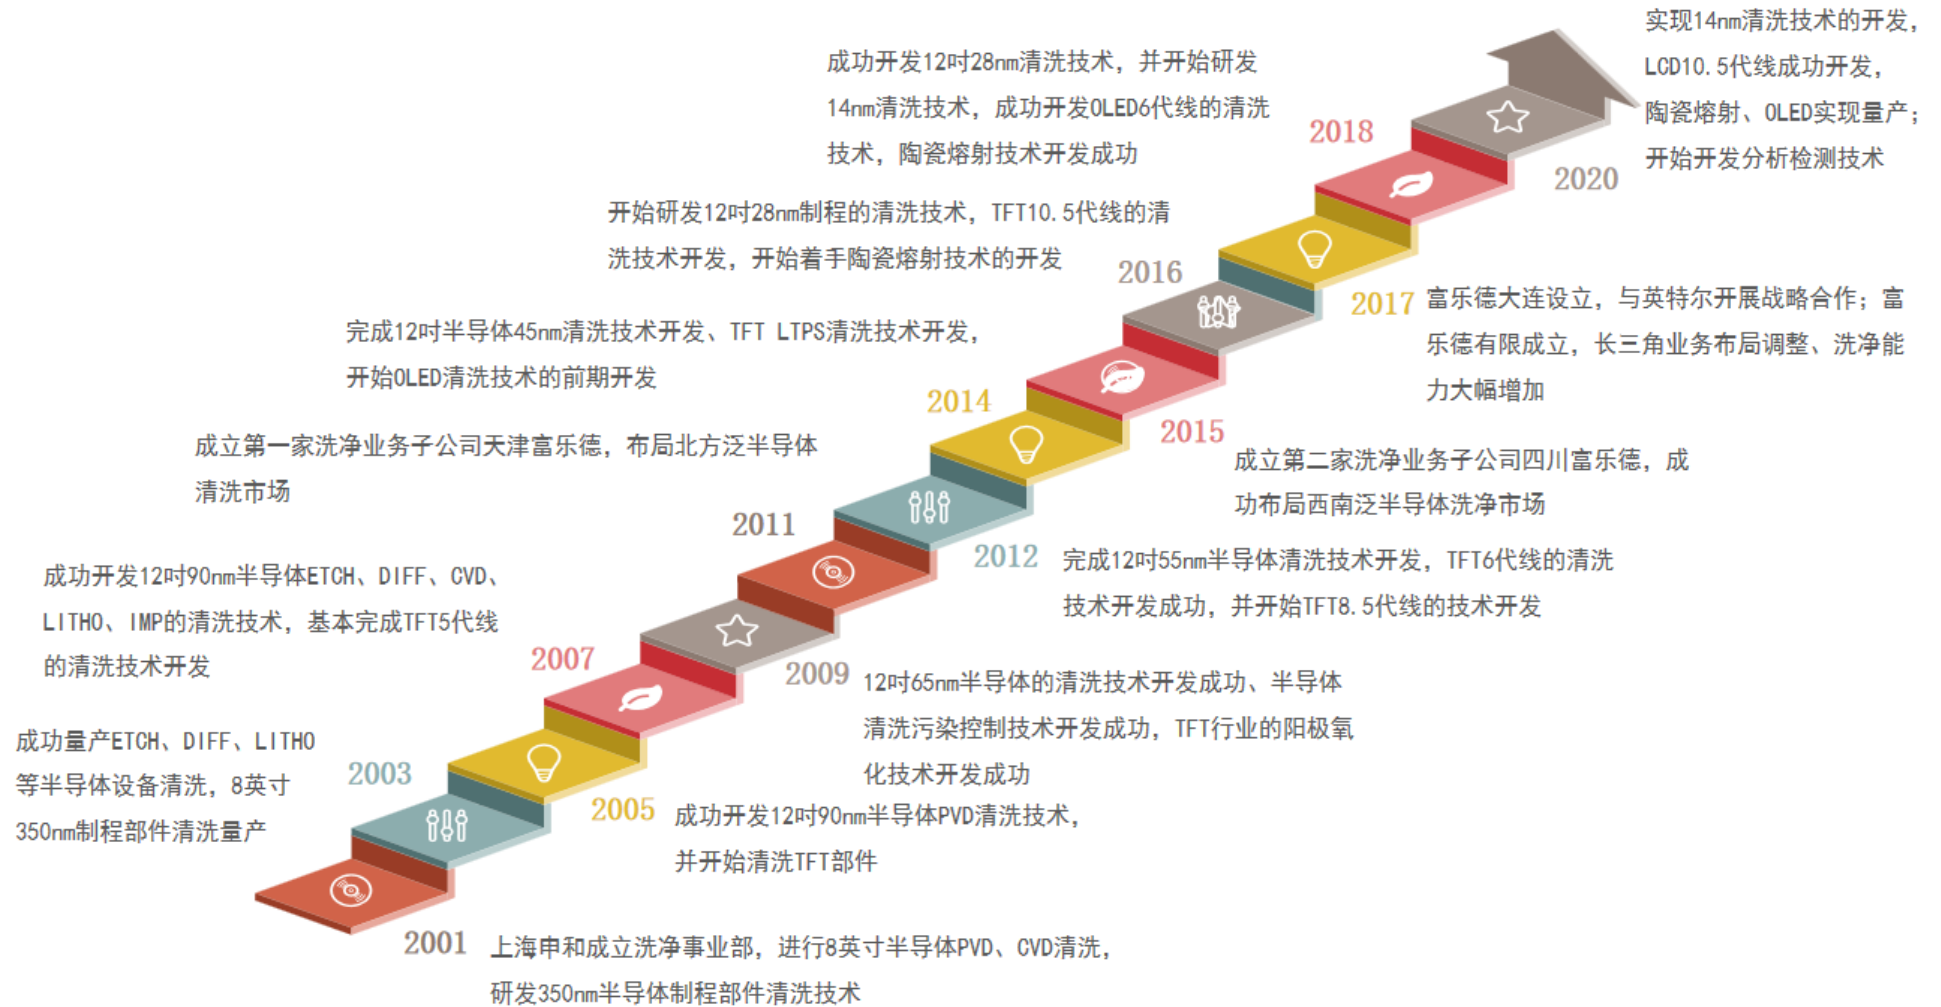 2001
上海申和成立洗净事业部，进行8英寸半导体PVD、CVD清洗，
研发350nm半导体制程部件清洗技术
2003
成功量产ETCH、DIFF、LITHO
等半导体设备清洗，8英寸
350nm制程部件清洗量产
2005
成功开发12吋90nm半导体PVD清洗技术，
并开始清洗TFT部件
2007
成功开发12吋90nm半导体ETCH、DIFF、CVD、
LITHO、IMP的清洗技术，基本完成TFT5代线
的清洗技术开发
2009
12吋65nm半导体的清洗技术开发成功、半导体
清洗污染控制技术开发成功，TFT行业的阳极氧
化技术开发成功
2011
成立第一家洗净业务子公司天津富乐德，布局北方泛半导体
清洗市场
2012
完成12吋55nm半导体清洗技术开发，TFT6代线的清洗
技术开发成功，并开始TFT8.5代线的技术开发
2014
完成12吋半导体45nm清洗技术开发、TFT LTPS清洗技术开发，
开始OLED清洗技术的前期开发
2015
成立第二家洗净业务子公司四川富乐德，成
功布局西南泛半导体洗净市场
2016
开始研发12吋28nm制程的清洗技术，TFT10.5代线的清
洗技术开发，开始着手陶瓷熔射技术的开发
2017
富乐德大连设立，与英特尔开展战略合作；富
乐德有限成立，长三角业务布局调整、洗净能
力大幅增加
2018
成功开发12吋28nm清洗技术，并开始研发
14nm清洗技术，成功开发OLED6代线的清洗
技术，陶瓷熔射技术开发成功
2020
实现14nm清洗技术的开发，
LCD10.5代线成功开发，
陶瓷熔射、OLED实现量产；
开始开发分析检测技术